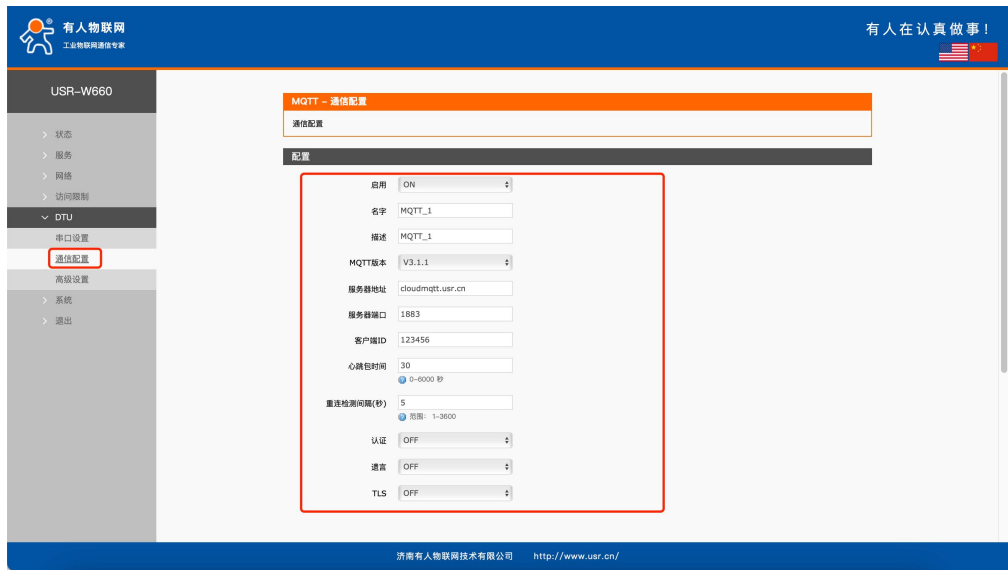 有人物联网
工业物联网通信专家
有人在认真做事！
USR-W660
状态
服务
网络
访问限制
DTU
串口设置
通信配置
高级设置
系统
退出
MQTT - 通信配置
通信配置
配置
启用 ON
名字 MQTT_1
描述 MQTT_1
MQTT版本 V3.1.1
服务器地址 cloudmqtt.usr.cn
服务器端口 1883
客户端ID 123456
心跳包时间 30
0-6000 秒
重连检测间隔(秒) 5
范围： 1-3600
认证 OFF
遗言 OFF
TLS OFF
济南有人物联网技术有限公司 http://www.usr.cn/